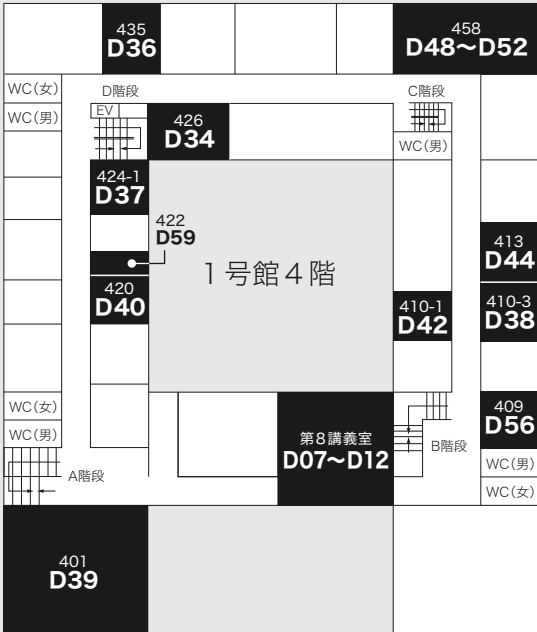 435
D36
458
D48〜D52
WC(女)
WC(男)
D階段
EV
C階段
WC(男)
426
D34
424-1
D37
422
D59
1号館4階
413
D44
420
D40
410-1
D42
410-3
D38
WC(女)
WC(男)
409
D56
第8講義室
D07〜D12
B階段
WC(男)
WC(女)
A階段
401
D39